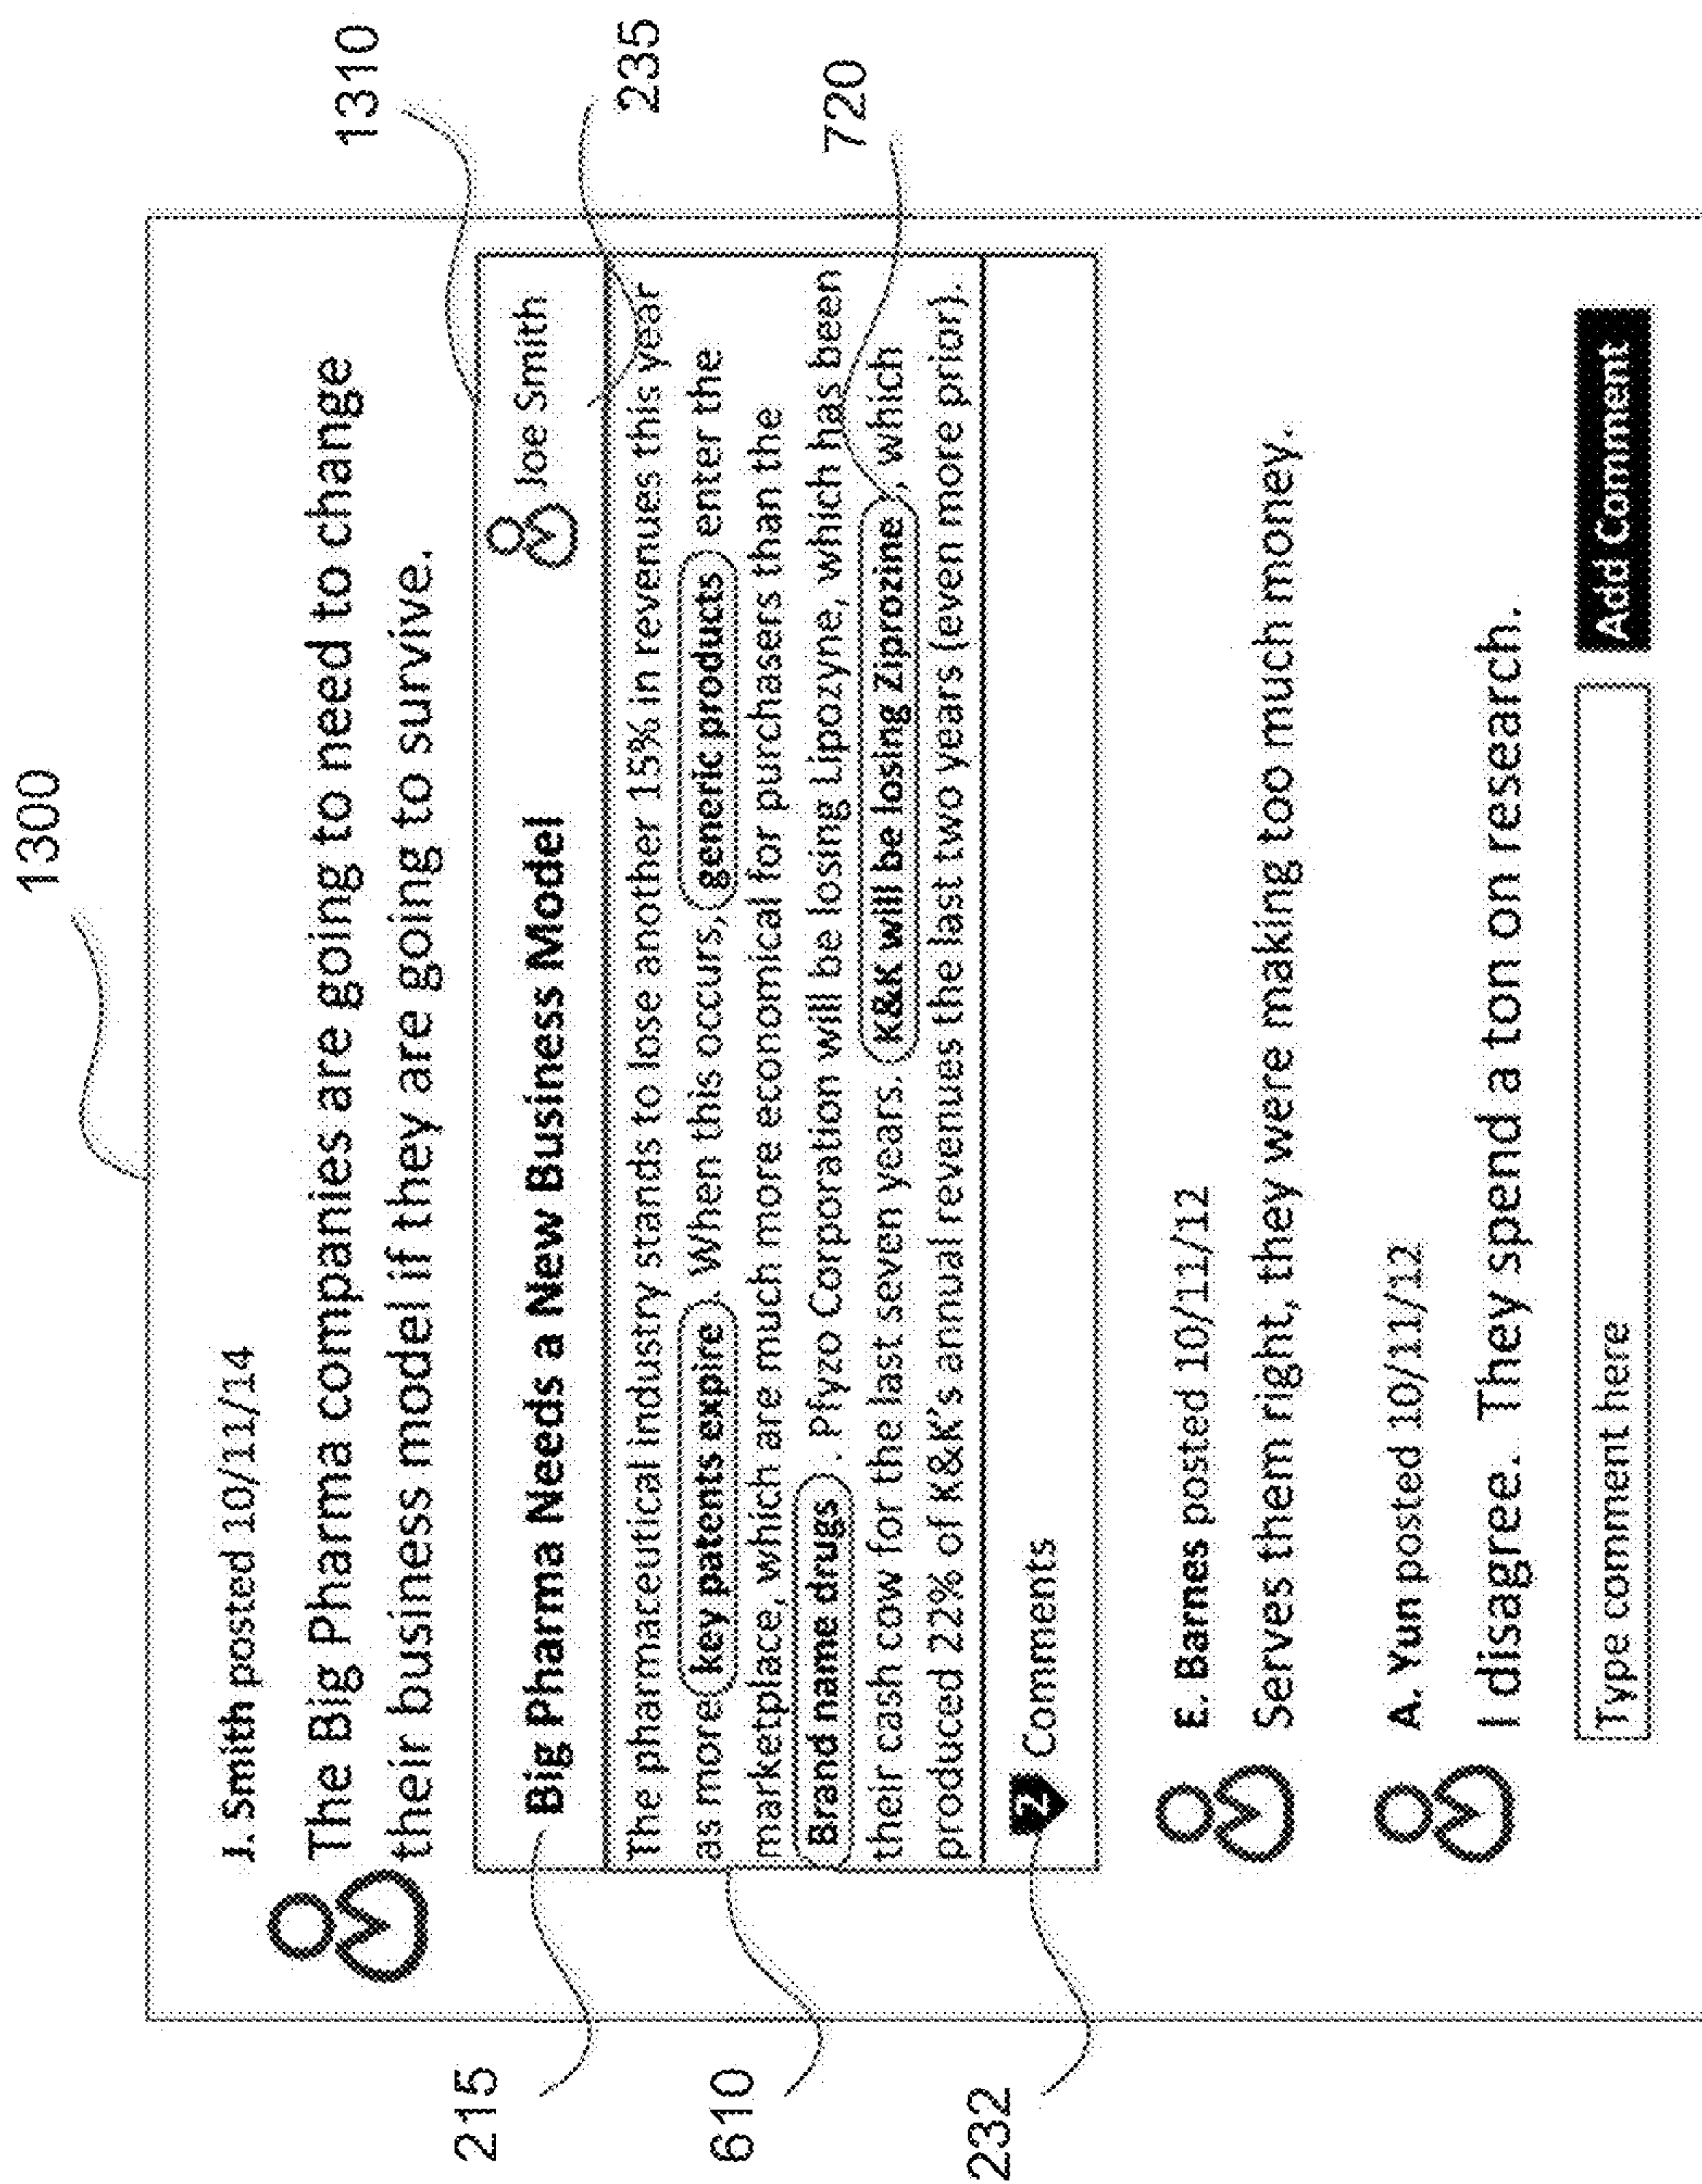 1300
1310
235
720
215
610
232
J. Smith posted 10/11/14
The Big Pharma companies are going to need to change
their business model if they are going to survive.
Big Pharma Needs a New Business Model
Joe Smith
The pharmaceutical industry stands to lose another 15% in revenues this year
as more key patents expire. When this occurs, generic products enter the
marketplace, which are much more economical for purchasers than the
Brand name drugs. Pfyzo Corporation will be losing Lipozyne, which has been
their cash cow for the last seven years. K&K will be losing Ziprozine, which
produced 22% of K&K's annual revenues the last two years (even more prior).
2 Comments
E. Barnes posted 10/11/12
Serves them right, they were making too much money.
A. Yun posted 10/11/12
I disagree. They spend a ton on research.
Type comment here
Add Comment